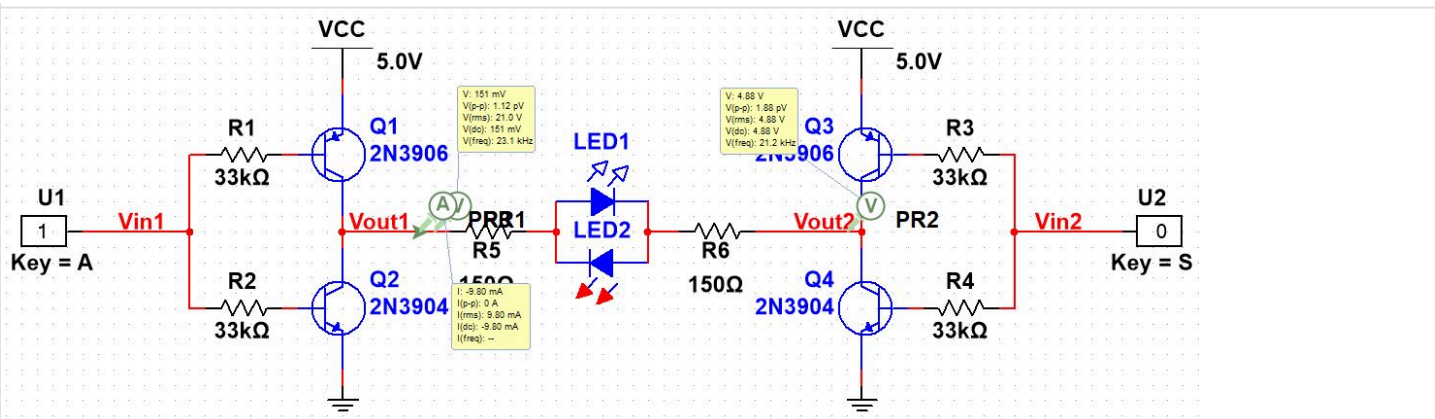 VCC
5.0V
VCC
5.0V
V: 151 mV
V(p-p): 1.12 pV
V(rms): 21.0 V
V(dc): 151 mV
V(freq): 23.1 kHz
V: 4.88 V
V(p-p): 1.88 pV
V(rms): 4.88 V
V(dc): 4.88 V
V(freq): 21.2 kHz
R1
33kΩ
Q1
2N3906
LED1
Q3
2N3906
R3
33kΩ
U1
1
Key = A
Vin1
Vout1
A
V
PR1
R5
150Ω
LED2
R6
150Ω
Vout2
V
PR2
Vin2
U2
0
Key = S
R2
33kΩ
Q2
2N3904
I: -9.80 mA
I(p-p): 0 A
I(rms): 9.80 mA
I(dc): -9.80 mA
I(freq): --
Q4
2N3904
R4
33kΩ